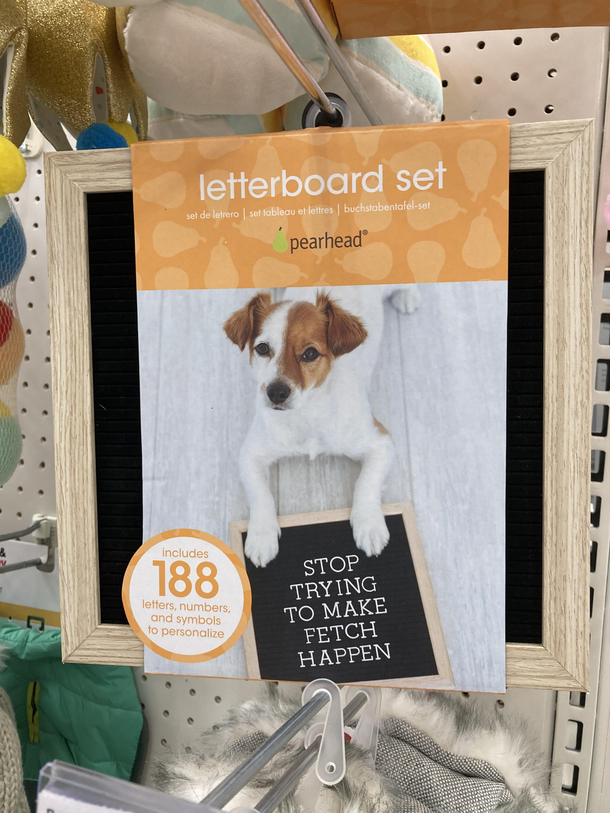 letterboard set
set de letrero | set tableau et lettres | buchstabentafel-set
pearhead®
STOP
TRYING
TO MAKE
FETCH
HAPPEN
includes
188
letters, numbers,
and symbols
to personalize